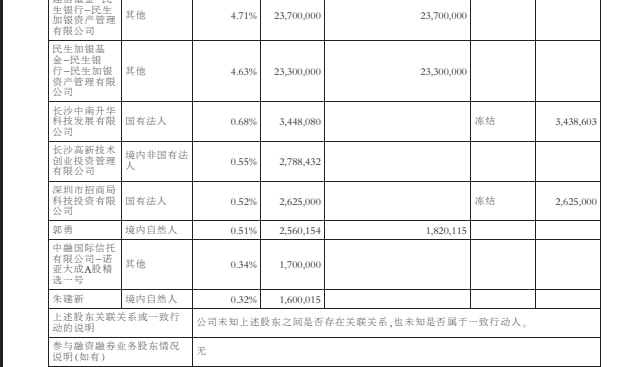 生银行–民生
加银资产管理
有限公司
其他
4.71%
23,700,000
23,700,000
民生加银基
金–民生银
行–民生加银
资产管理有限
公司
其他
4.63%
23,300,000
23,300,000
长沙中南升华
科技发展有限
公司
国有法人
0.68%
3,448,080
冻结
3,438,603
长沙高新技术
创业投资管理
有限公司
境内非国有法
人
0.55%
2,788,432
深圳市招商局
科技投资有限
公司
国有法人
0.52%
2,625,000
冻结
2,625,000
郭勇
境内自然人
0.51%
2,560,154
1,820,115
中融国际信托
有限公司–诺
亚大成A股精
选一号
其他
0.34%
1,700,000
朱建新
境内自然人
0.32%
1,600,015
上述股东关联关系或一致行
动的说明
公司未知上述股东之间是否存在关联关系,也未知是否属于一致行动人。
参与融资融券业务股东情况
说明(如有)
无